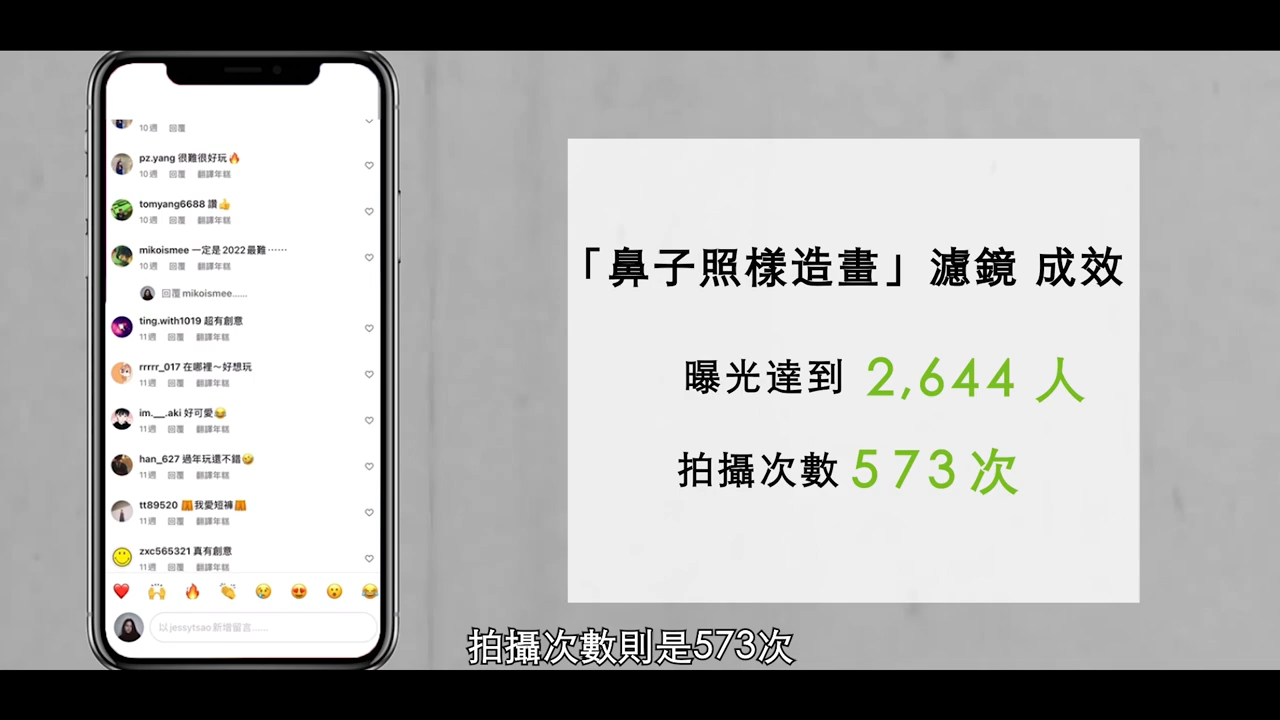 10週 回覆
pz.yang 很難很好玩🔥
10週 回覆 翻譯年糕
tomyang6688 讚👍
10週 回覆 翻譯年糕
mikoismee 一定是2022最難⋯⋯
10週 回覆 翻譯年糕
回覆 mikoismee......
ting.with1019 超有創意
11週 回覆 翻譯年糕
rrrrr_017 在哪裡～好想玩
11週 回覆 翻譯年糕
im.__.aki 好可愛😂
11週 回覆 翻譯年糕
han_627 過年玩還不錯🤣
11週 回覆 翻譯年糕
tt89520 🩳我愛短褲🩳
11週 回覆 翻譯年糕
zxc565321 真有創意
11週 回覆 翻譯年糕
以jessytsao新增留言......
「鼻子照樣造畫」濾鏡 成效
曝光達到 2,644 人
拍攝次數 573 次
拍攝次數則是573次